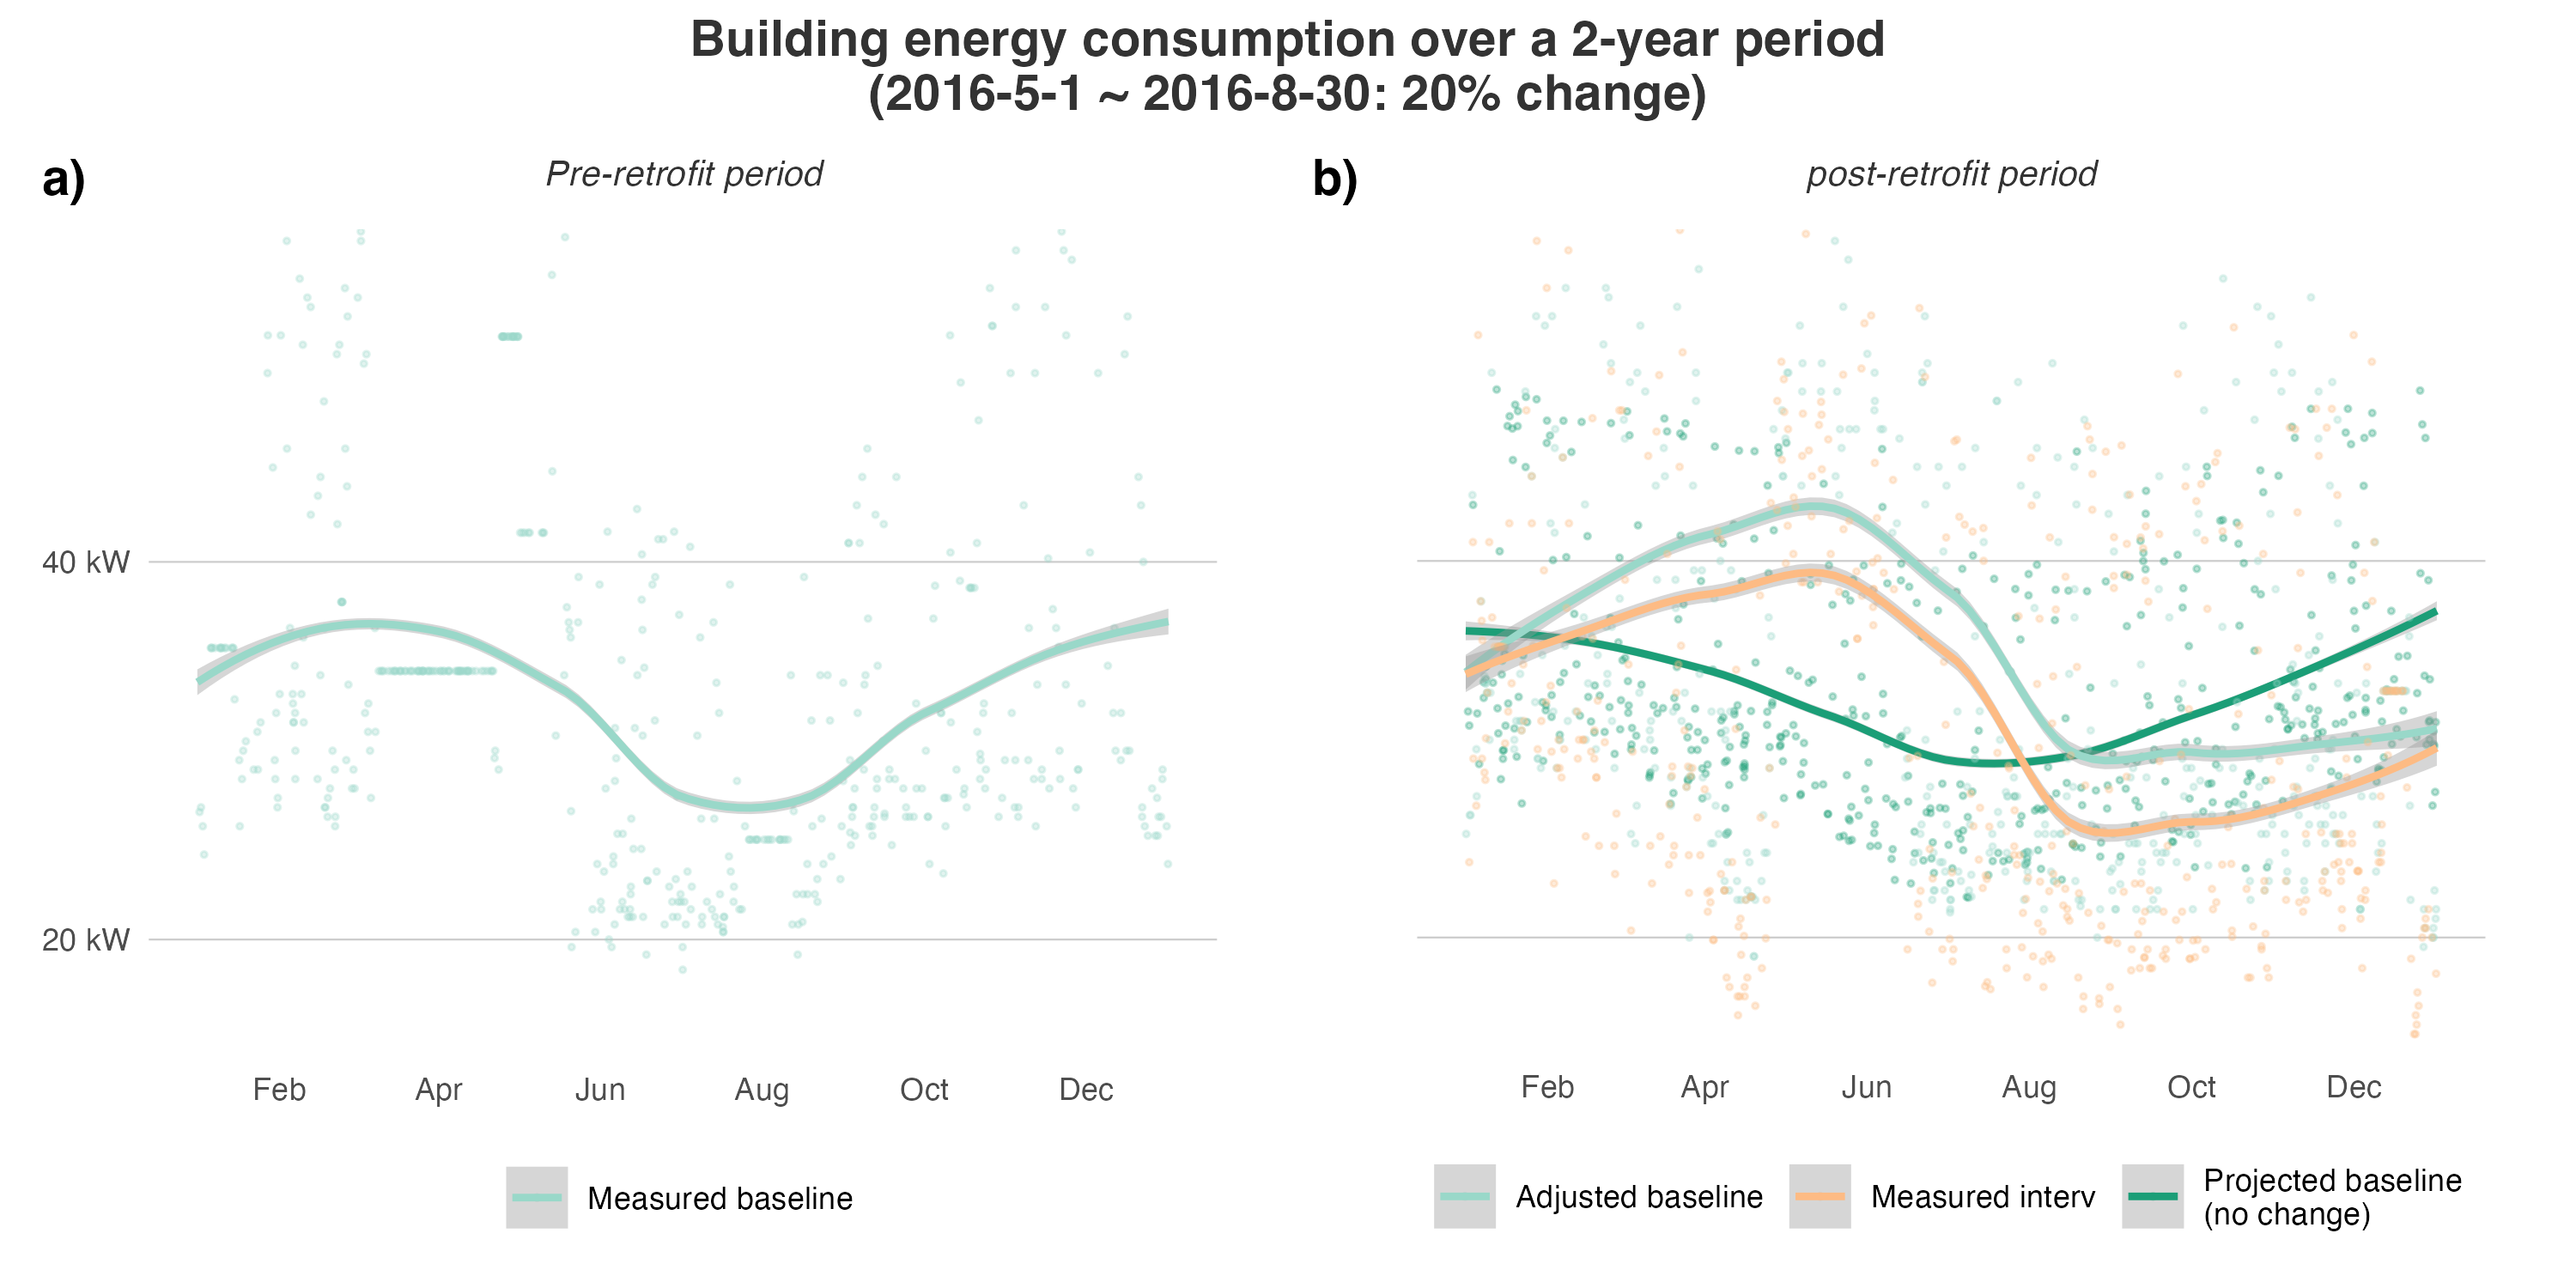 Building energy consumption over a 2-year period
(2016-5-1 ~ 2016-8-30: 20% change)
a)
Pre-retrofit period
40 kW
20 kW
Feb Apr Jun Aug Oct Dec
Measured baseline
b)
post-retrofit period
Feb Apr Jun Aug Oct Dec
Adjusted baseline
Measured interv
Projected baseline
(no change)